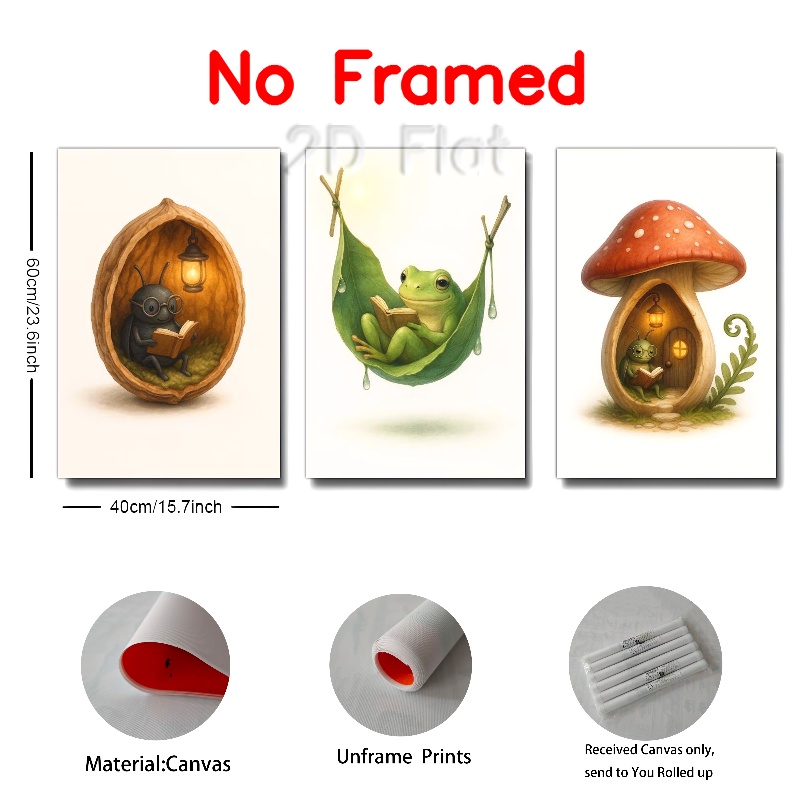 No Framed
2D Flat
60cm/23.6inch
40cm/15.7inch
Material:Canvas
Unframe Prints
Received Canvas only,
send to You Rolled up